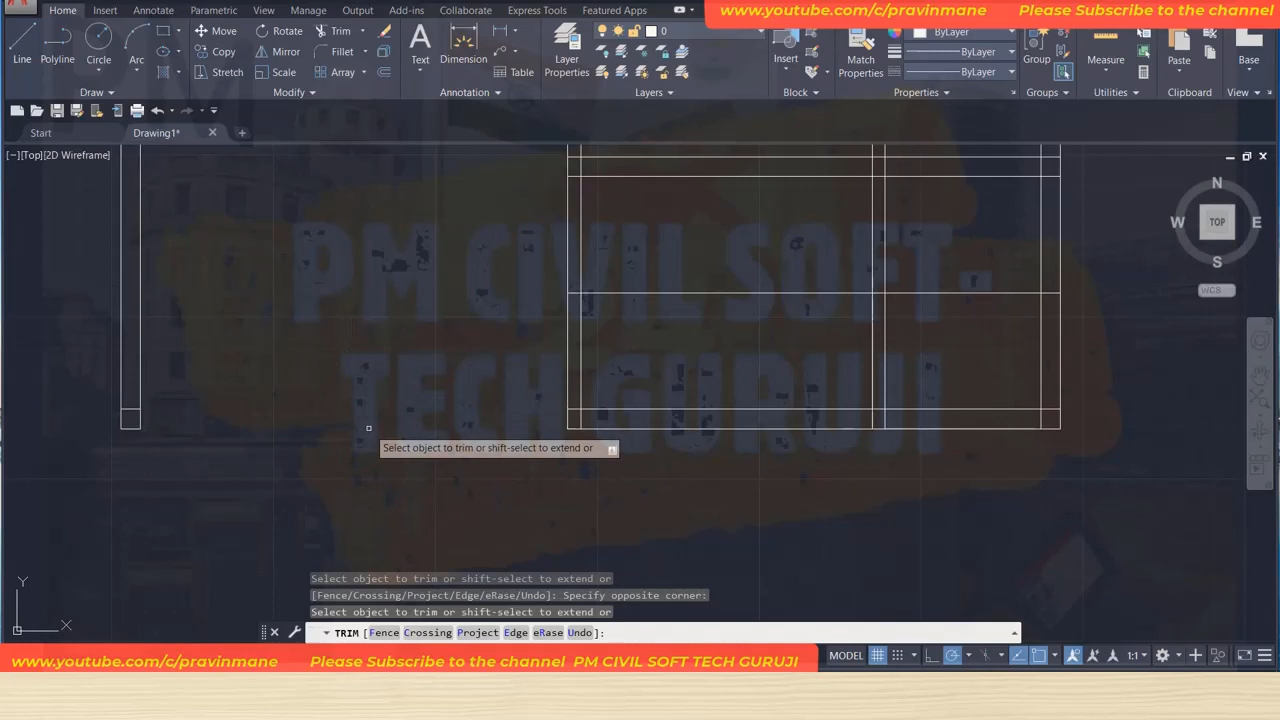 www.youtube.com/c/pravinmane Please Subscribe to the channel
Home Insert Annotate Parametric View Manage Output Add-ins Collaborate Express Tools Featured Apps
Line Polyline Circle Arc
Move Rotate Trim
Copy Mirror Fillet
Stretch Scale Array
Text Dimension Table
Layer Properties
0
Insert
Match Properties
ByLayer
ByLayer
ByLayer
Group
Measure
Paste
Base
Draw Modify Annotation Layers Block Properties Groups Utilities Clipboard View
Start Drawing1*
[−][Top][2D Wireframe]
N
W TOP E
S
WCS
PM CIVIL SOFT-
TECH GURUJI
Select object to trim or shift-select to extend or
Select object to trim or shift-select to extend or
[Fence/Crossing/Project/Edge/eRase/Undo]: Specify opposite corner:
Select object to trim or shift-select to extend or
TRIM [Fence Crossing Project Edge eRase Undo]:
Y
X
www.youtube.com/c/pravinmane Please Subscribe to the channel PM CIVIL SOFT TECH GURUJI
MODEL 1:1